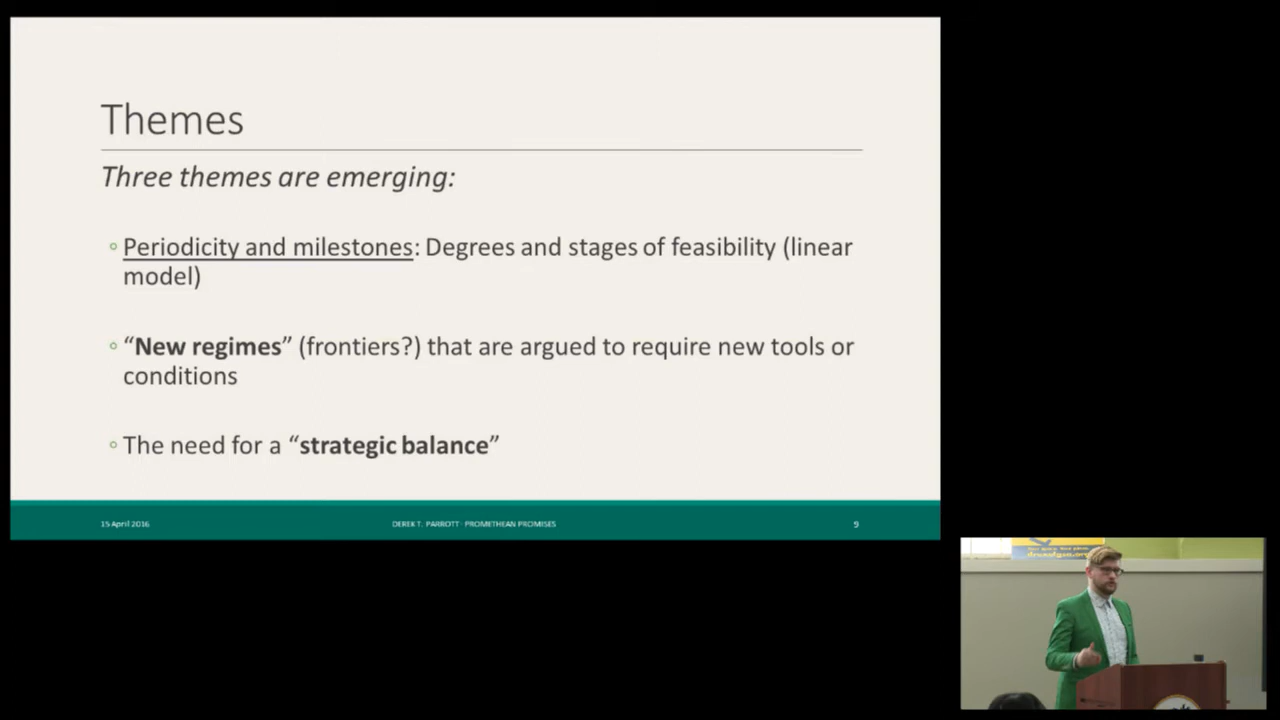 Themes
Three themes are emerging:
◦ Periodicity and milestones: Degrees and stages of feasibility (linear
model)
◦ “New regimes” (frontiers?) that are argued to require new tools or
conditions
◦ The need for a “strategic balance”
15 April 2016 DEREK T. PARROTT · PROMETHEAN PROMISES 9